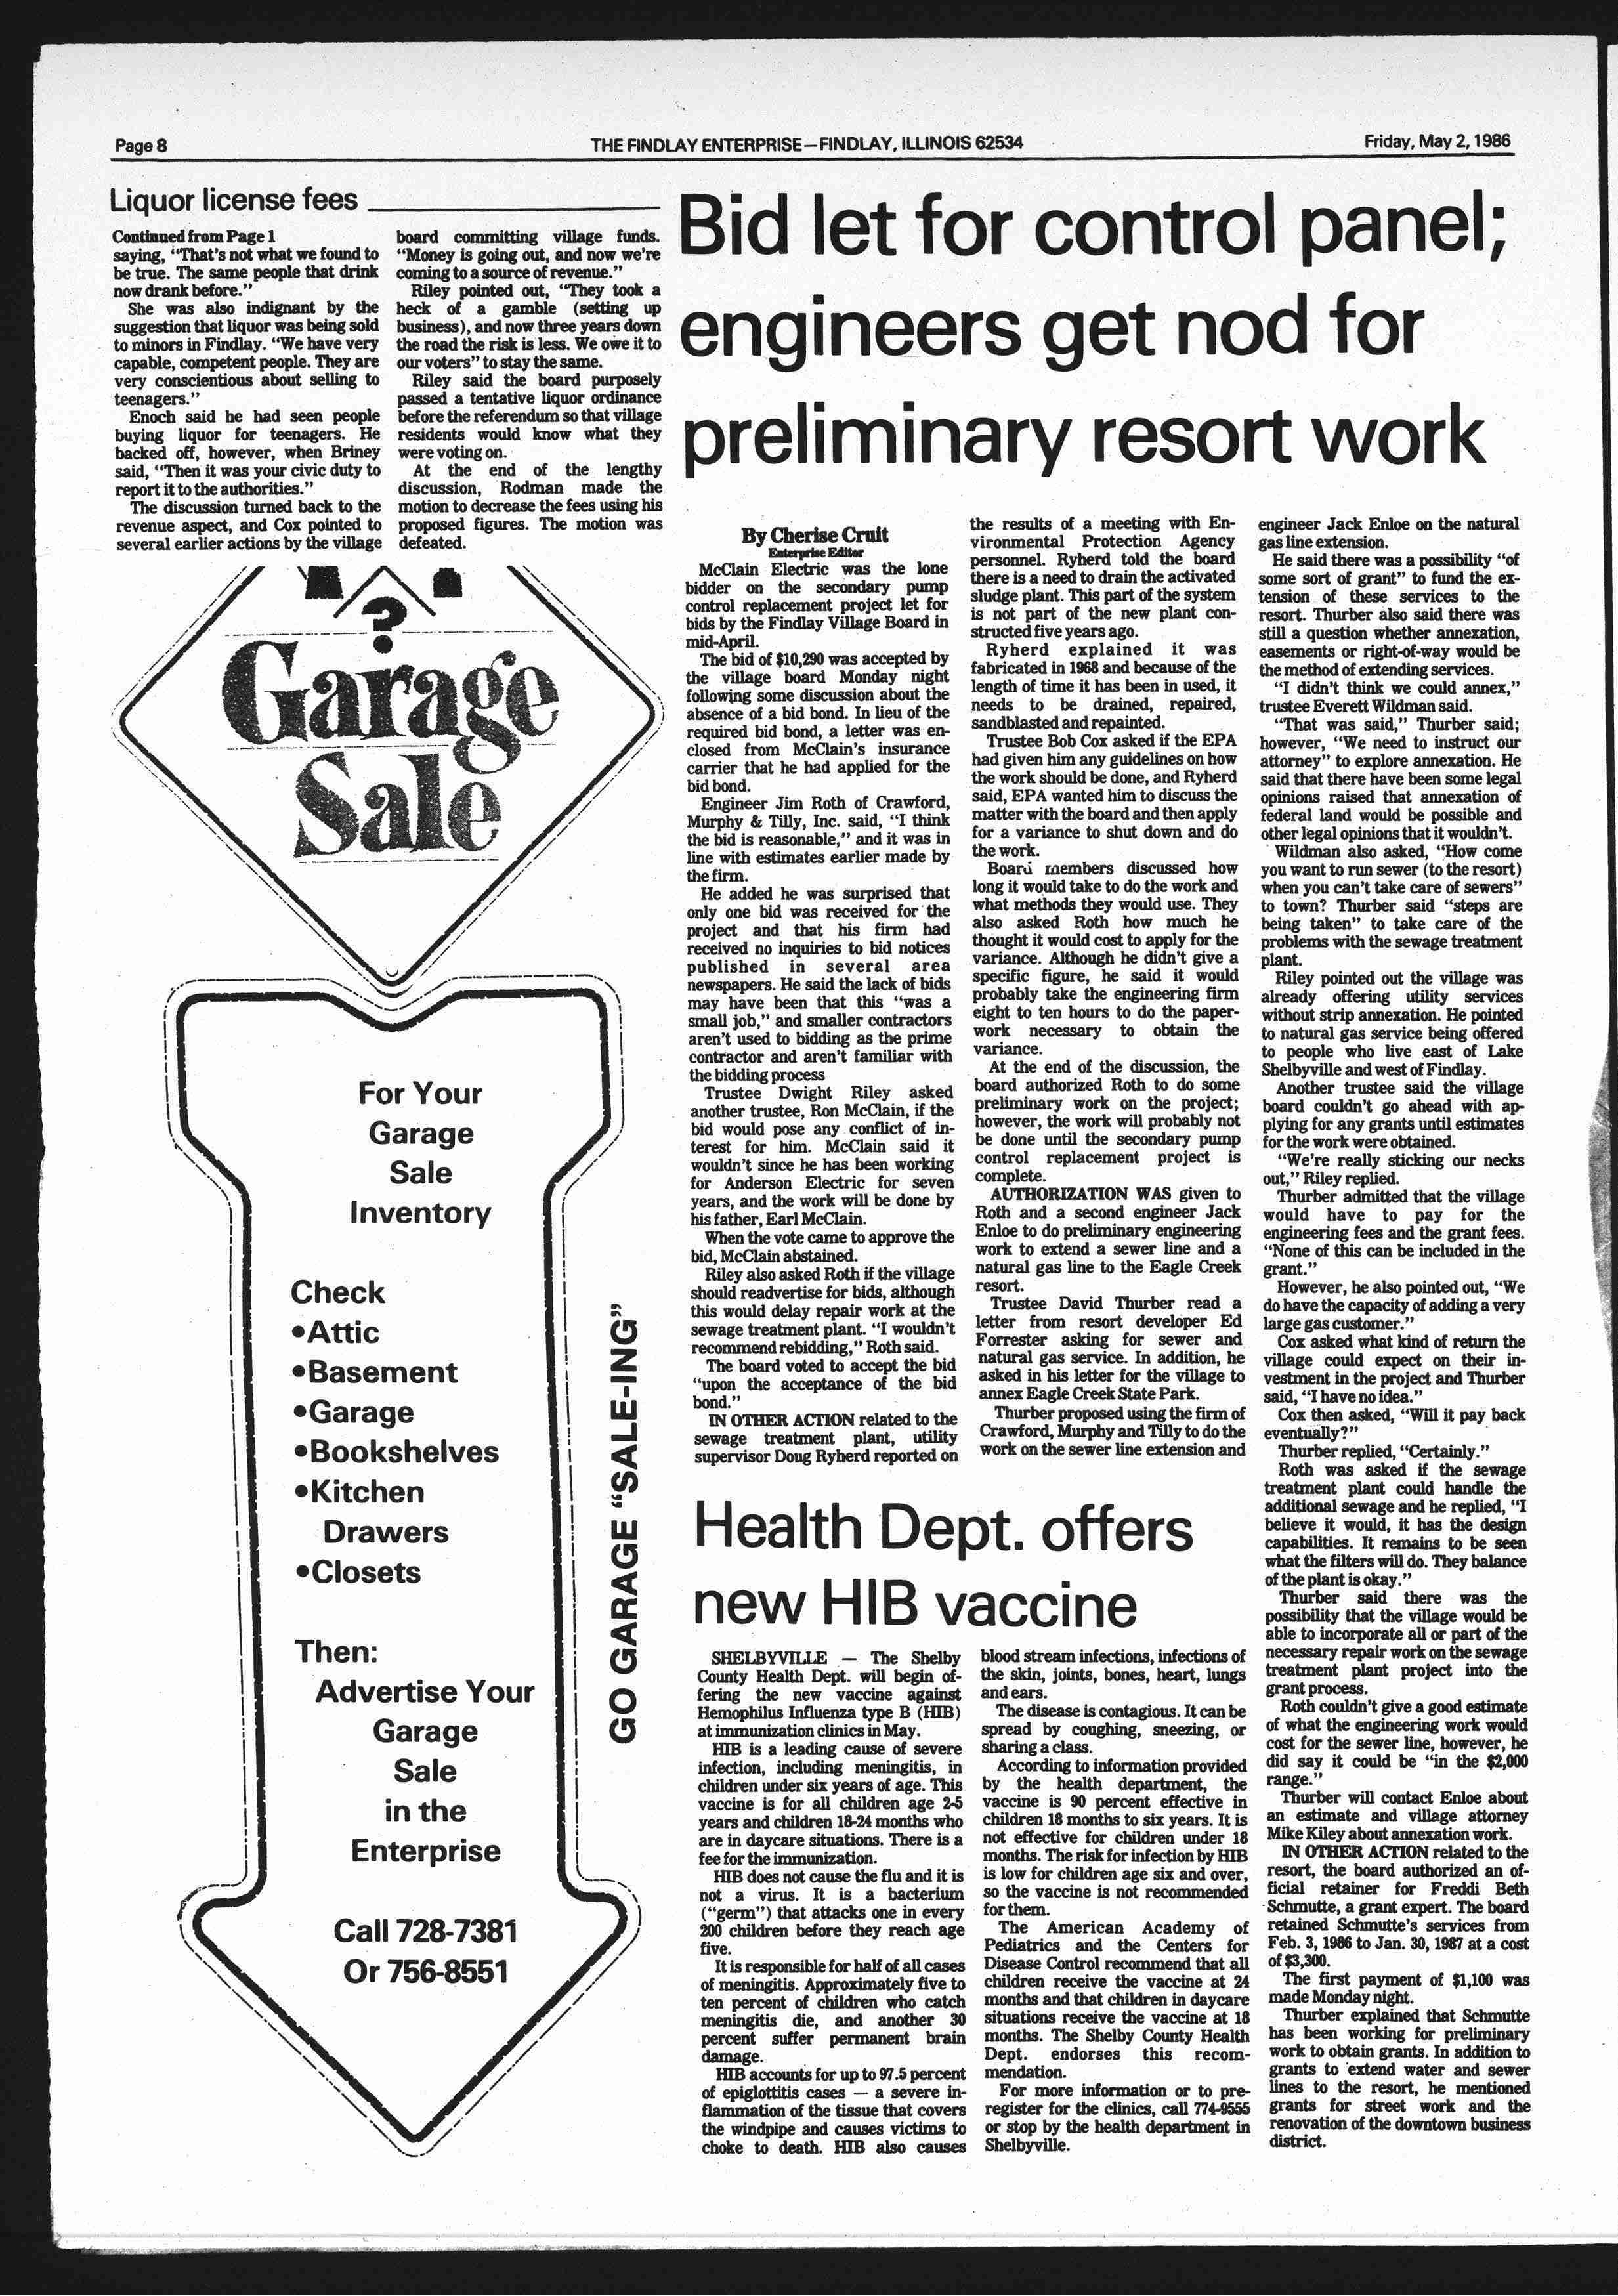 Page 8
THE FINDLAY ENTERPRISE—FINDLAY, ILLINOIS 62534
Friday, May 2, 1986
Liquor license fees
Continued from Page 1
saying, "That's not what we found to
be true. The same people that drink
now drank before."
She was also indignant by the
suggestion that liquor was being sold
to minors in Findlay. "We have very
capable, competent people. They are
very conscientious about selling to
teenagers."
Enoch said he had seen people
buying liquor for teenagers. He
backed off, however, when Briney
said, "Then it was your civic duty to
report it to the authorities."
The discussion turned back to the
revenue aspect, and Cox pointed to
several earlier actions by the village
board committing village funds.
"Money is going out, and now we're
coming to a source of revenue."
Riley pointed out, "They took a
heck of a gamble (setting up
business), and now three years down
the road the risk is less. We owe it to
our voters" to stay the same.
Riley said the board purposely
passed a tentative liquor ordinance
before the referendum so that village
residents would know what they
were voting on.
At the end of the lengthy
discussion, Rodman made the
motion to decrease the fees using his
proposed figures. The motion was
defeated.
?
Garage
Sale
For Your
Garage
Sale
Inventory
Check
•Attic
•Basement
•Garage
•Bookshelves
•Kitchen
Drawers
•Closets
Then:
Advertise Your
Garage
Sale
in the
Enterprise
Call 728-7381
Or 756-8551
GO GARAGE "SALE-ING"
Bid let for control panel;
engineers get nod for
preliminary resort work
By Cherise Cruit
Enterprise Editor
McClain Electric was the lone
bidder on the secondary pump
control replacement project let for
bids by the Findlay Village Board in
mid-April.
The bid of $10,290 was accepted by
the village board Monday night
following some discussion about the
absence of a bid bond. In lieu of the
required bid bond, a letter was en-
closed from McClain's insurance
carrier that he had applied for the
bid bond.
Engineer Jim Roth of Crawford,
Murphy & Tilly, Inc. said, "I think
the bid is reasonable," and it was in
line with estimates earlier made by
the firm.
He added he was surprised that
only one bid was received for the
project and that his firm had
received no inquiries to bid notices
published in several area
newspapers. He said the lack of bids
may have been that this "was a
small job," and smaller contractors
aren't used to bidding as the prime
contractor and aren't familiar with
the bidding process
Trustee Dwight Riley asked
another trustee, Ron McClain, if the
bid would pose any conflict of in-
terest for him. McClain said it
wouldn't since he has been working
for Anderson Electric for seven
years, and the work will be done by
his father, Earl McClain.
When the vote came to approve the
bid, McClain abstained.
Riley also asked Roth if the village
should readvertise for bids, although
this would delay repair work at the
sewage treatment plant. "I wouldn't
recommend rebidding," Roth said.
The board voted to accept the bid
"upon the acceptance of the bid
bond."
IN OTHER ACTION related to the
sewage treatment plant, utility
supervisor Doug Ryherd reported on
the results of a meeting with En-
vironmental Protection Agency
personnel. Ryherd told the board
there is a need to drain the activated
sludge plant. This part of the system
is not part of the new plant con-
structed five years ago.
Ryherd explained it was
fabricated in 1968 and because of the
length of time it has been in used, it
needs to be drained, repaired,
sandblasted and repainted.
Trustee Bob Cox asked if the EPA
had given him any guidelines on how
the work should be done, and Ryherd
said, EPA wanted him to discuss the
matter with the board and then apply
for a variance to shut down and do
the work.
Board members discussed how
long it would take to do the work and
what methods they would use. They
also asked Roth how much he
thought it would cost to apply for the
variance. Although he didn't give a
specific figure, he said it would
probably take the engineering firm
eight to ten hours to do the paper-
work necessary to obtain the
variance.
At the end of the discussion, the
board authorized Roth to do some
preliminary work on the project;
however, the work will probably not
be done until the secondary pump
control replacement project is
complete.
AUTHORIZATION WAS given to
Roth and a second engineer Jack
Enloe to do preliminary engineering
work to extend a sewer line and a
natural gas line to the Eagle Creek
resort.
Trustee David Thurber read a
letter from resort developer Ed
Forrester asking for sewer and
natural gas service. In addition, he
asked in his letter for the village to
annex Eagle Creek State Park.
Thurber proposed using the firm of
Crawford, Murphy and Tilly to do the
work on the sewer line extension and
engineer Jack Enloe on the natural
gas line extension.
He said there was a possibility "of
some sort of grant" to fund the ex-
tension of these services to the
resort. Thurber also said there was
still a question whether annexation,
easements or right-of-way would be
the method of extending services.
"I didn't think we could annex,"
trustee Everett Wildman said.
"That was said," Thurber said;
however, "We need to instruct our
attorney" to explore annexation. He
said that there have been some legal
opinions raised that annexation of
federal land would be possible and
other legal opinions that it wouldn't.
Wildman also asked, "How come
you want to run sewer (to the resort)
when you can't take care of sewers"
to town? Thurber said "steps are
being taken" to take care of the
problems with the sewage treatment
plant.
Riley pointed out the village was
already offering utility services
without strip annexation. He pointed
to natural gas service being offered
to people who live east of Lake
Shelbyville and west of Findlay.
Another trustee said the village
board couldn't go ahead with ap-
plying for any grants until estimates
for the work were obtained.
"We're really sticking our necks
out," Riley replied.
Thurber admitted that the village
would have to pay for the
engineering fees and the grant fees.
"None of this can be included in the
grant."
However, he also pointed out, "We
do have the capacity of adding a very
large gas customer."
Cox asked what kind of return the
village could expect on their in-
vestment in the project and Thurber
said, "I have no idea."
Cox then asked, "Will it pay back
eventually?"
Thurber replied, "Certainly."
Roth was asked if the sewage
treatment plant could handle the
additional sewage and he replied, "I
believe it would, it has the design
capabilities. It remains to be seen
what the filters will do. They balance
of the plant is okay."
Thurber said there was the
possibility that the village would be
able to incorporate all or part of the
necessary repair work on the sewage
treatment plant project into the
grant process.
Roth couldn't give a good estimate
of what the engineering work would
cost for the sewer line, however, he
did say it could be "in the $2,000
range."
Thurber will contact Enloe about
an estimate and village attorney
Mike Kiley about annexation work.
IN OTHER ACTION related to the
resort, the board authorized an of-
ficial retainer for Freddi Beth
Schmutte, a grant expert. The board
retained Schmutte's services from
Feb. 3, 1986 to Jan. 30, 1987 at a cost
of $3,300.
The first payment of $1,100 was
made Monday night.
Thurber explained that Schmutte
has been working for preliminary
work to obtain grants. In addition to
grants to extend water and sewer
lines to the resort, he mentioned
grants for street work and the
renovation of the downtown business
district.
Health Dept. offers
new HIB vaccine
SHELBYVILLE — The Shelby
County Health Dept. will begin of-
fering the new vaccine against
Hemophilus Influenza type B (HIB)
at immunization clinics in May.
HIB is a leading cause of severe
infection, including meningitis, in
children under six years of age. This
vaccine is for all children age 2-5
years and children 18-24 months who
are in daycare situations. There is a
fee for the immunization.
HIB does not cause the flu and it is
not a virus. It is a bacterium
("germ") that attacks one in every
200 children before they reach age
five.
It is responsible for half of all cases
of meningitis. Approximately five to
ten percent of children who catch
meningitis die, and another 30
percent suffer permanent brain
damage.
HIB accounts for up to 97.5 percent
of epiglottitis cases — a severe in-
flammation of the tissue that covers
the windpipe and causes victims to
choke to death. HIB also causes
blood stream infections, infections of
the skin, joints, bones, heart, lungs
and ears.
The disease is contagious. It can be
spread by coughing, sneezing, or
sharing a class.
According to information provided
by the health department, the
vaccine is 90 percent effective in
children 18 months to six years. It is
not effective for children under 18
months. The risk for infection by HIB
is low for children age six and over,
so the vaccine is not recommended
for them.
The American Academy of
Pediatrics and the Centers for
Disease Control recommend that all
children receive the vaccine at 24
months and that children in daycare
situations receive the vaccine at 18
months. The Shelby County Health
Dept. endorses this recom-
mendation.
For more information or to pre-
register for the clinics, call 774-9555
or stop by the health department in
Shelbyville.